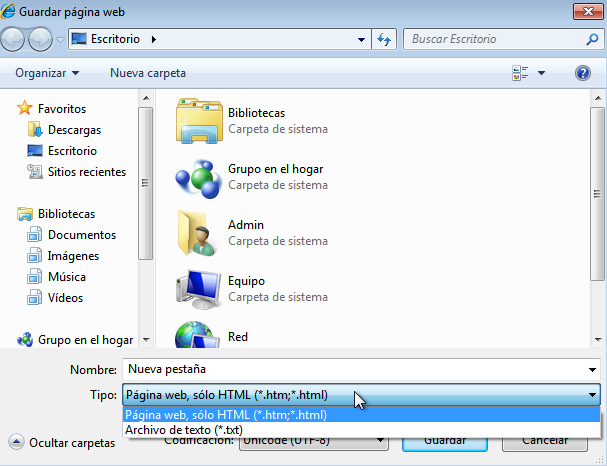 Guardar página web
Escritorio
Buscar Escritorio
Organizar
Nueva carpeta
Favoritos
Descargas
Escritorio
Sitios recientes
Bibliotecas
Documentos
Imágenes
Música
Vídeos
Grupo en el hogar
Bibliotecas
Carpeta de sistema
Grupo en el hogar
Carpeta de sistema
Admin
Carpeta de sistema
Equipo
Carpeta de sistema
Red
Nombre: Nueva pestaña
Tipo: Página web, sólo HTML (*.htm;*.html)
Página web, sólo HTML (*.htm;*.html)
Archivo de texto (*.txt)
Ocultar carpetas
Codificación: Unicode (UTF-8)
Guardar
Cancelar